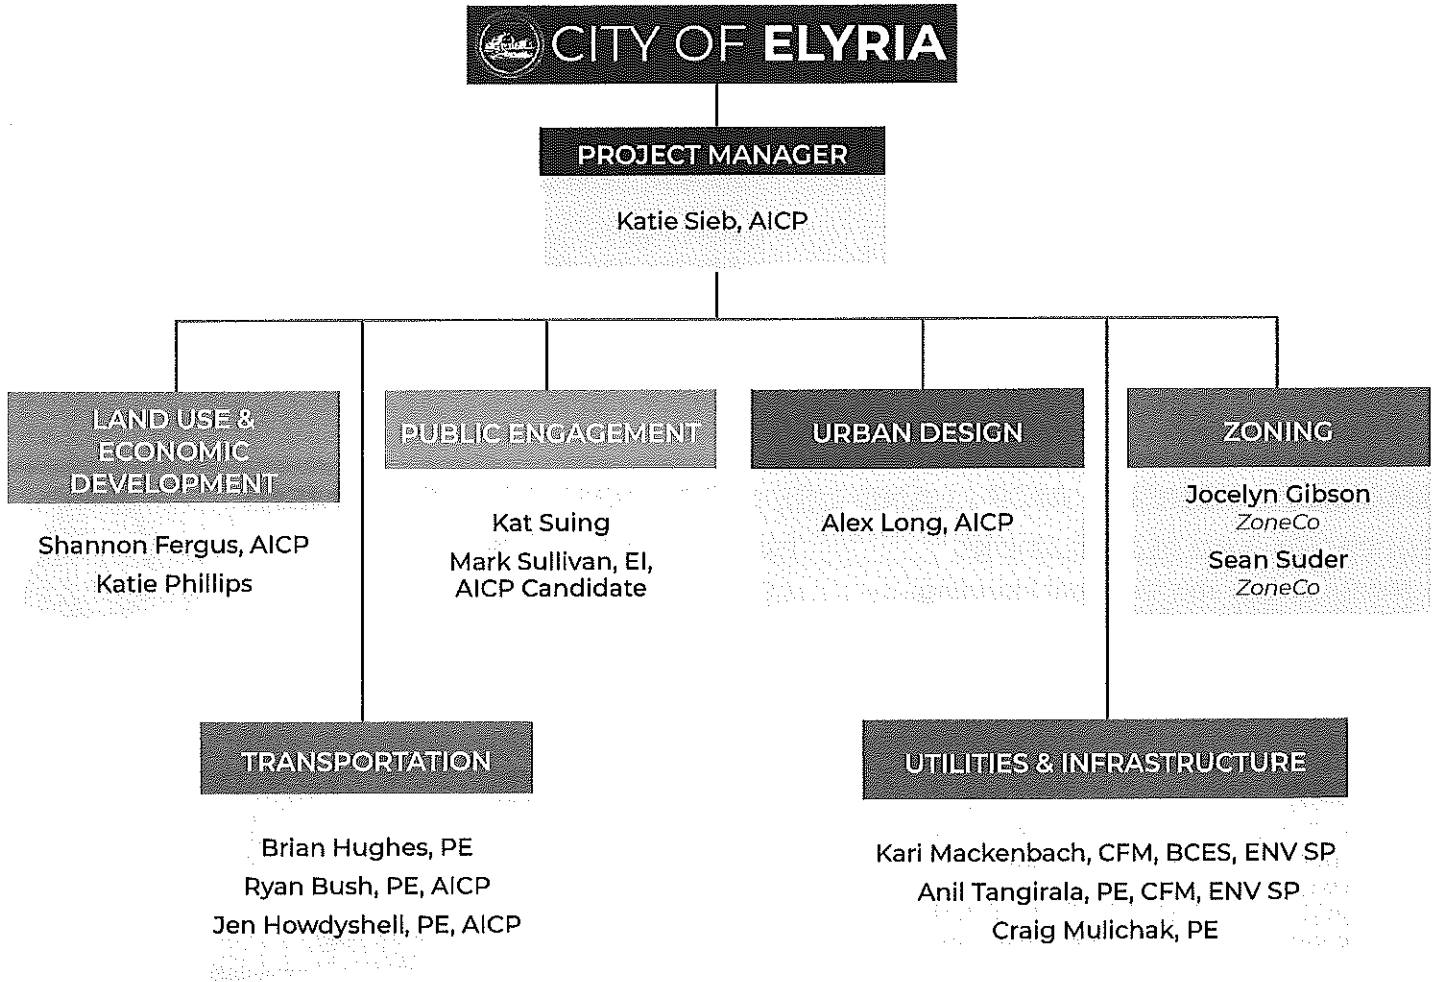 CITY OF ELYRIA
PROJECT MANAGER
Katie Sieb, AICP
LAND USE &
ECONOMIC
DEVELOPMENT
Shannon Fergus, AICP
Katie Phillips
PUBLIC ENGAGEMENT
Kat Suing
Mark Sullivan, EI,
AICP Candidate
URBAN DESIGN
Alex Long, AICP
ZONING
Jocelyn Gibson
ZoneCo
Sean Suder
ZoneCo
TRANSPORTATION
Brian Hughes, PE
Ryan Bush, PE, AICP
Jen Howdyshell, PE, AICP
UTILITIES & INFRASTRUCTURE
Kari Mackenbach, CFM, BCES, ENV SP
Anil Tangirala, PE, CFM, ENV SP
Craig Mulichak, PE